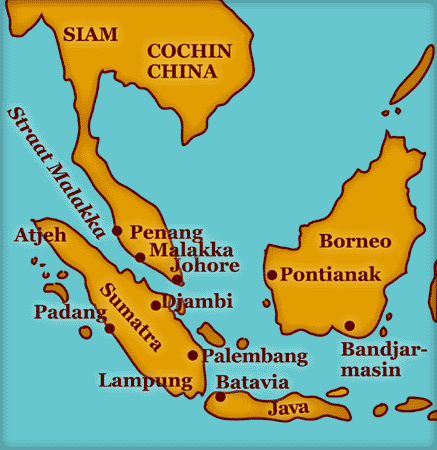 SIAM
COCHIN
CHINA
Straat Malakka
Penang
Atjeh
Malakka
Borneo
Johore
Pontianak
Sumatra
Djambi
Padang
Palembang
Bandjar-
masin
Lampung
Batavia
Java